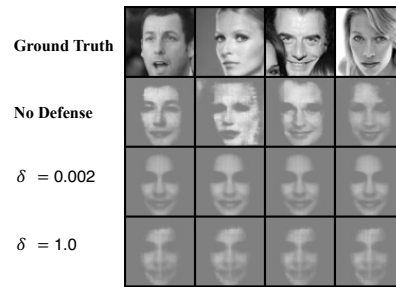 Ground Truth
No Defense
δ = 0.002
δ = 1.0